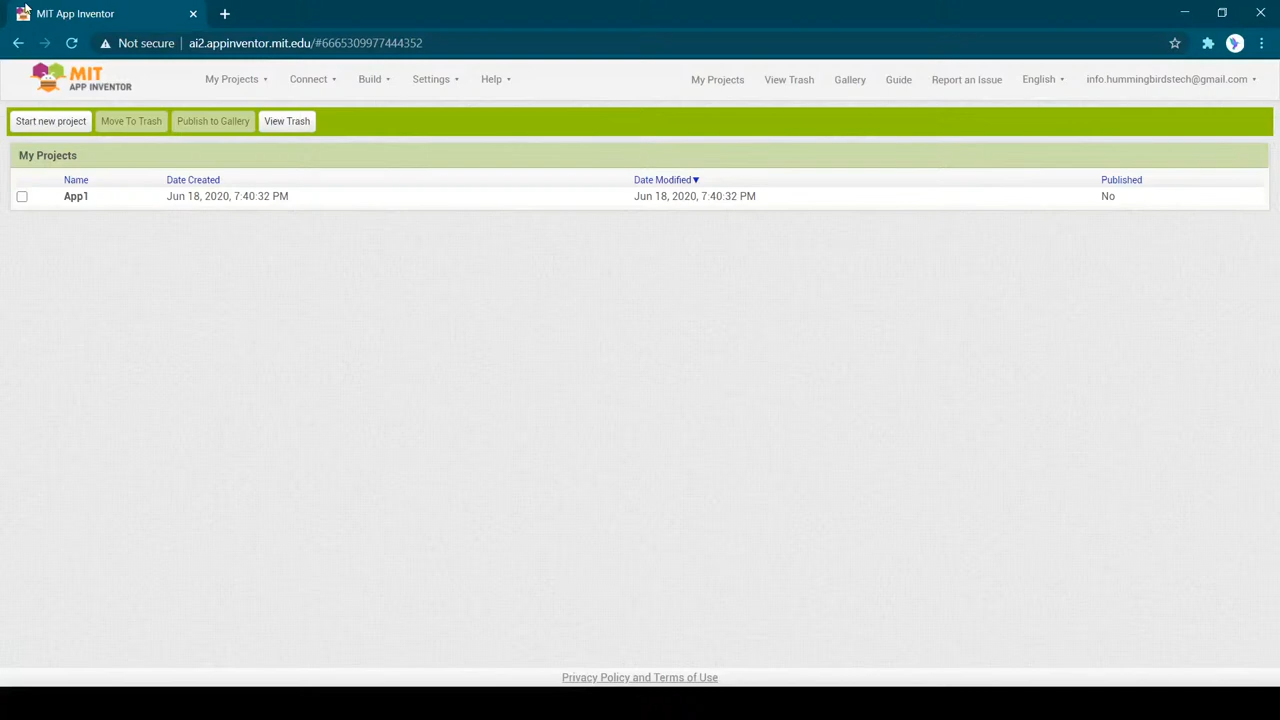 MIT App Inventor
Not secure ai2.appinventor.mit.edu/#6665309977444352
MIT APP INVENTOR My Projects Connect Build Settings Help My Projects View Trash Gallery Guide Report an Issue English info.hummingbirdstech@gmail.com
Start new project Move To Trash Publish to Gallery View Trash
My Projects
Name Date Created Date Modified Published
App1 Jun 18, 2020, 7:40:32 PM Jun 18, 2020, 7:40:32 PM No
Privacy Policy and Terms of Use